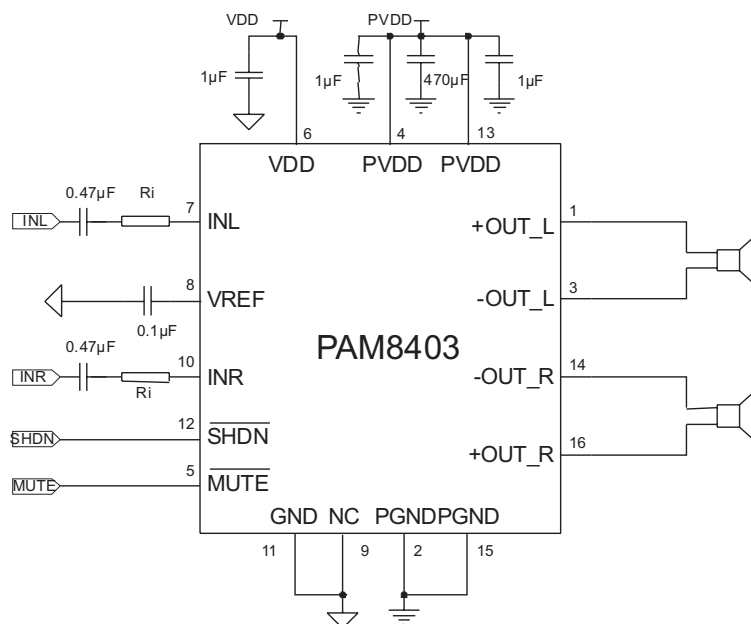 VDD
PVDD
1µF
1µF
470µF
1µF
6
4
13
VDD
PVDD
PVDD
0.47µF
Ri
INL
7
INL
+OUT_L
1
8
VREF
0.1µF
-OUT_L
3
PAM8403
0.47µF
INR
Ri
10
INR
-OUT_R
14
SHDN
12
SHDN
+OUT_R
16
MUTE
5
MUTE
GND
NC
PGND
PGND
11
9
2
15